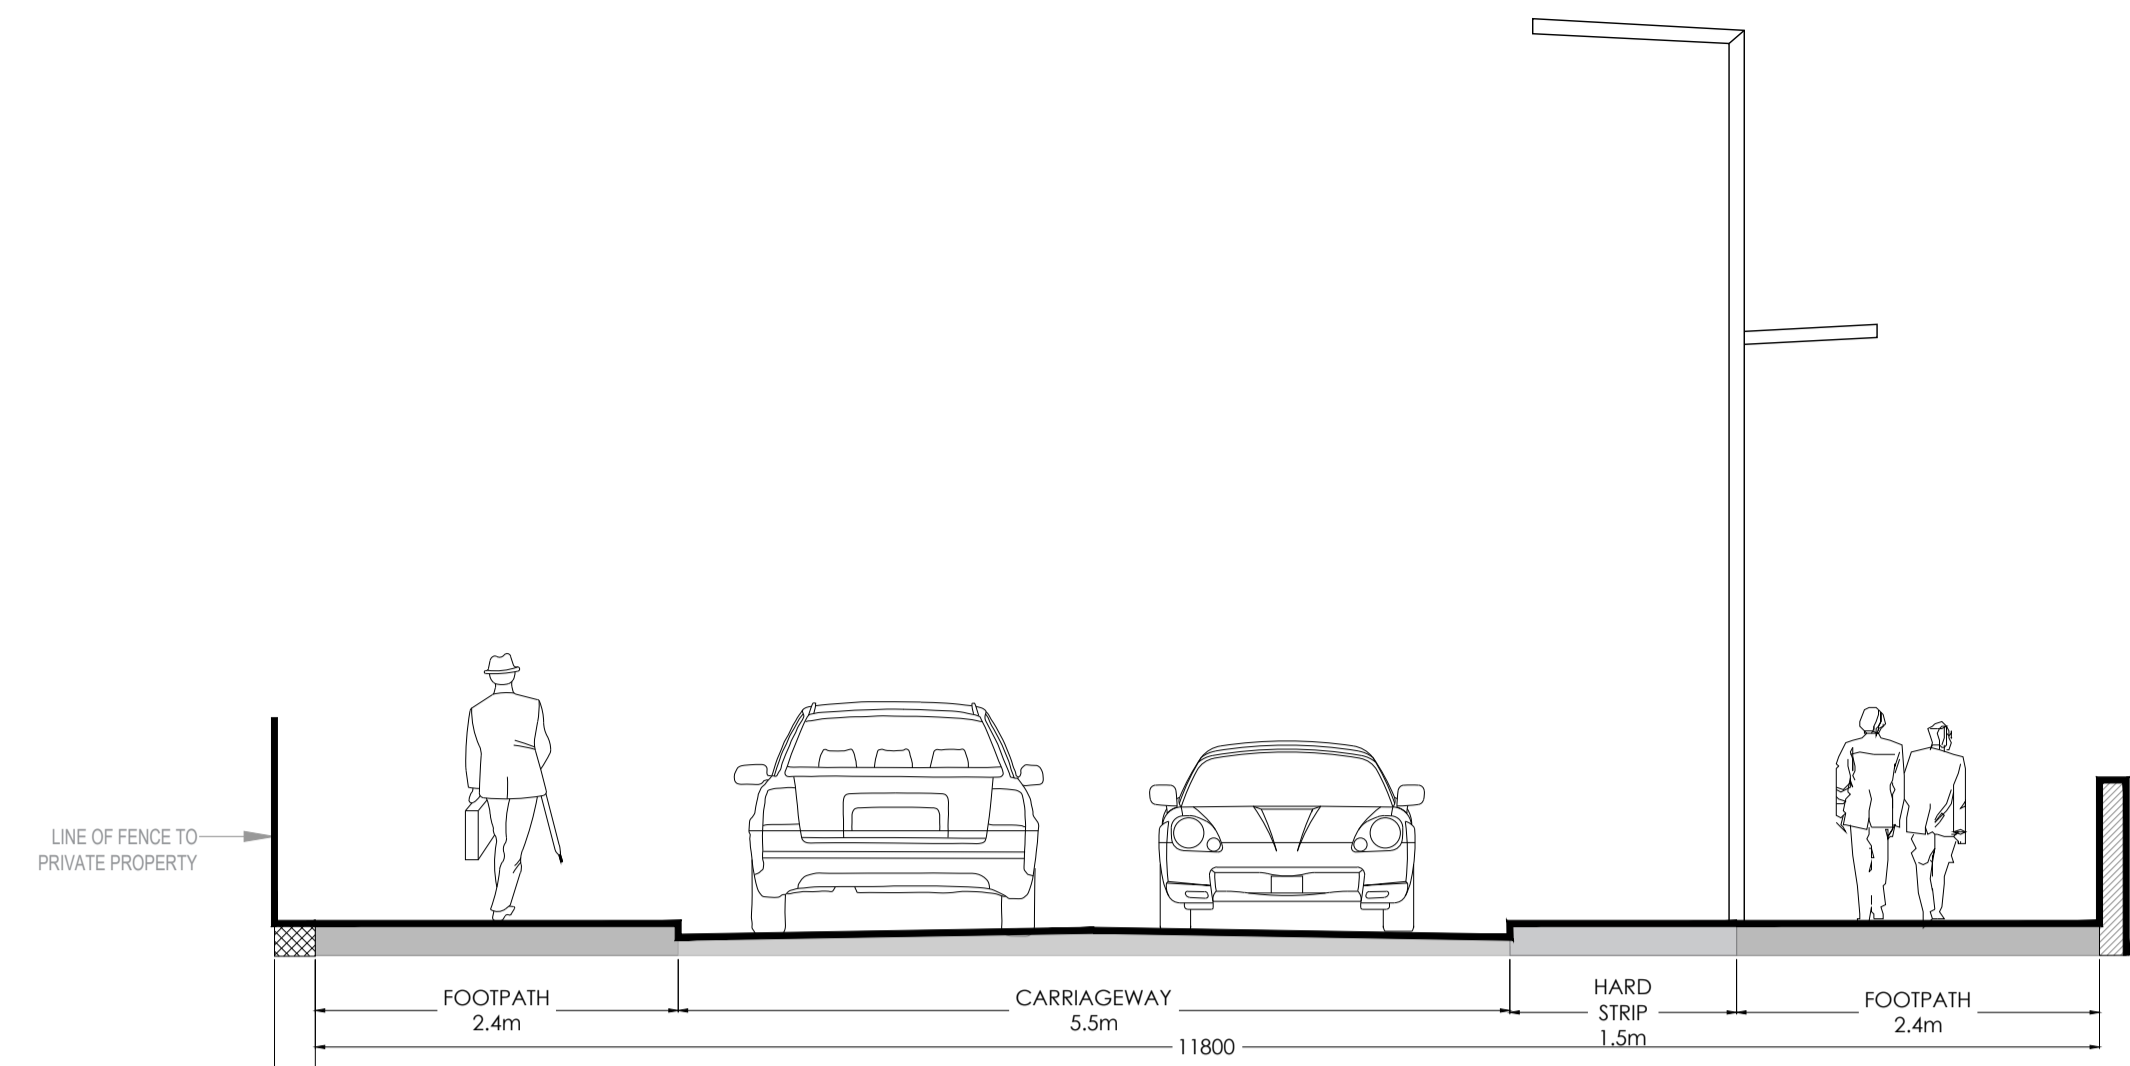 LINE OF FENCE TO
PRIVATE PROPERTY
FOOTPATH
2.4m
CARRIAGEWAY
5.5m
HARD
STRIP
1.5m
FOOTPATH
2.4m
11800